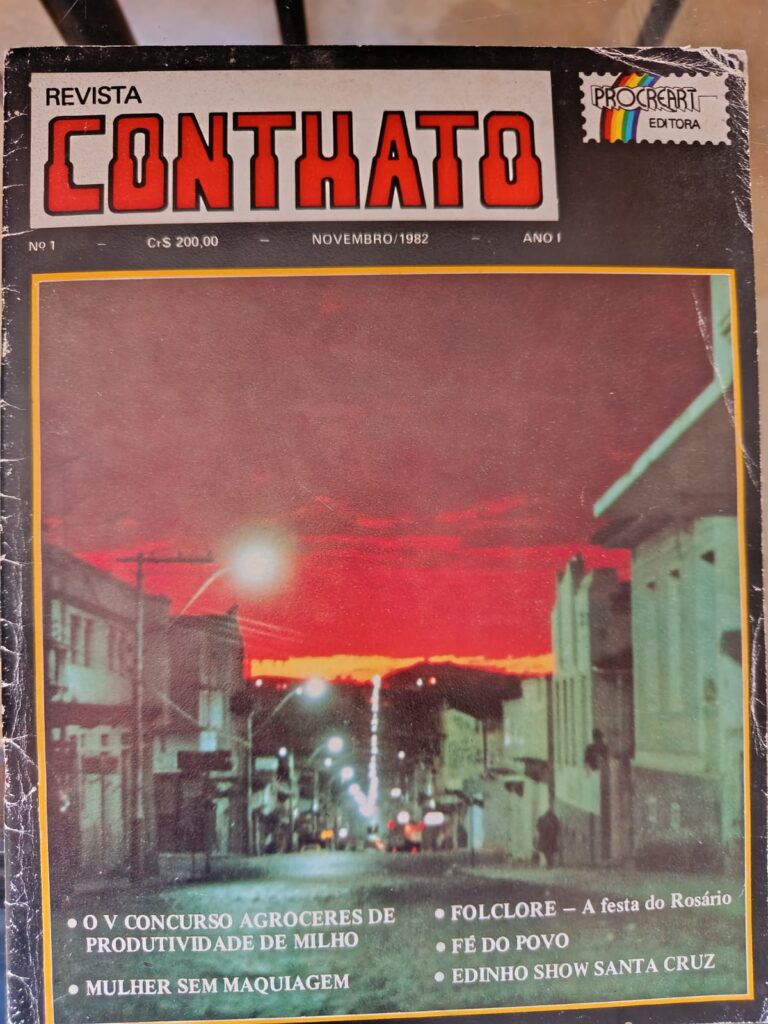 REVISTA
CONTHATO
PROCREART
EDITORA
Nº 1 - Cr$ 200,00 - NOVEMBRO/1982 - ANO I
• O V CONCURSO AGROCERES DE
PRODUTIVIDADE DE MILHO
• MULHER SEM MAQUIAGEM
• FOLCLORE – A festa do Rosário
• FÉ DO POVO
• EDINHO SHOW SANTA CRUZ